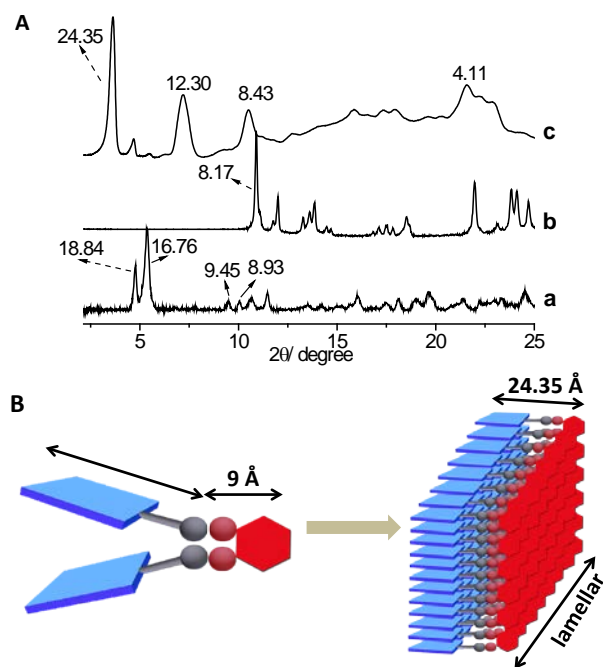 A
24.35
12.30
8.43
4.11
c
8.17
b
18.84
16.76
9.45
8.93
a
5 10 15 20 25
2θ/ degree
B
24.35 Å
9 Å
lamellar